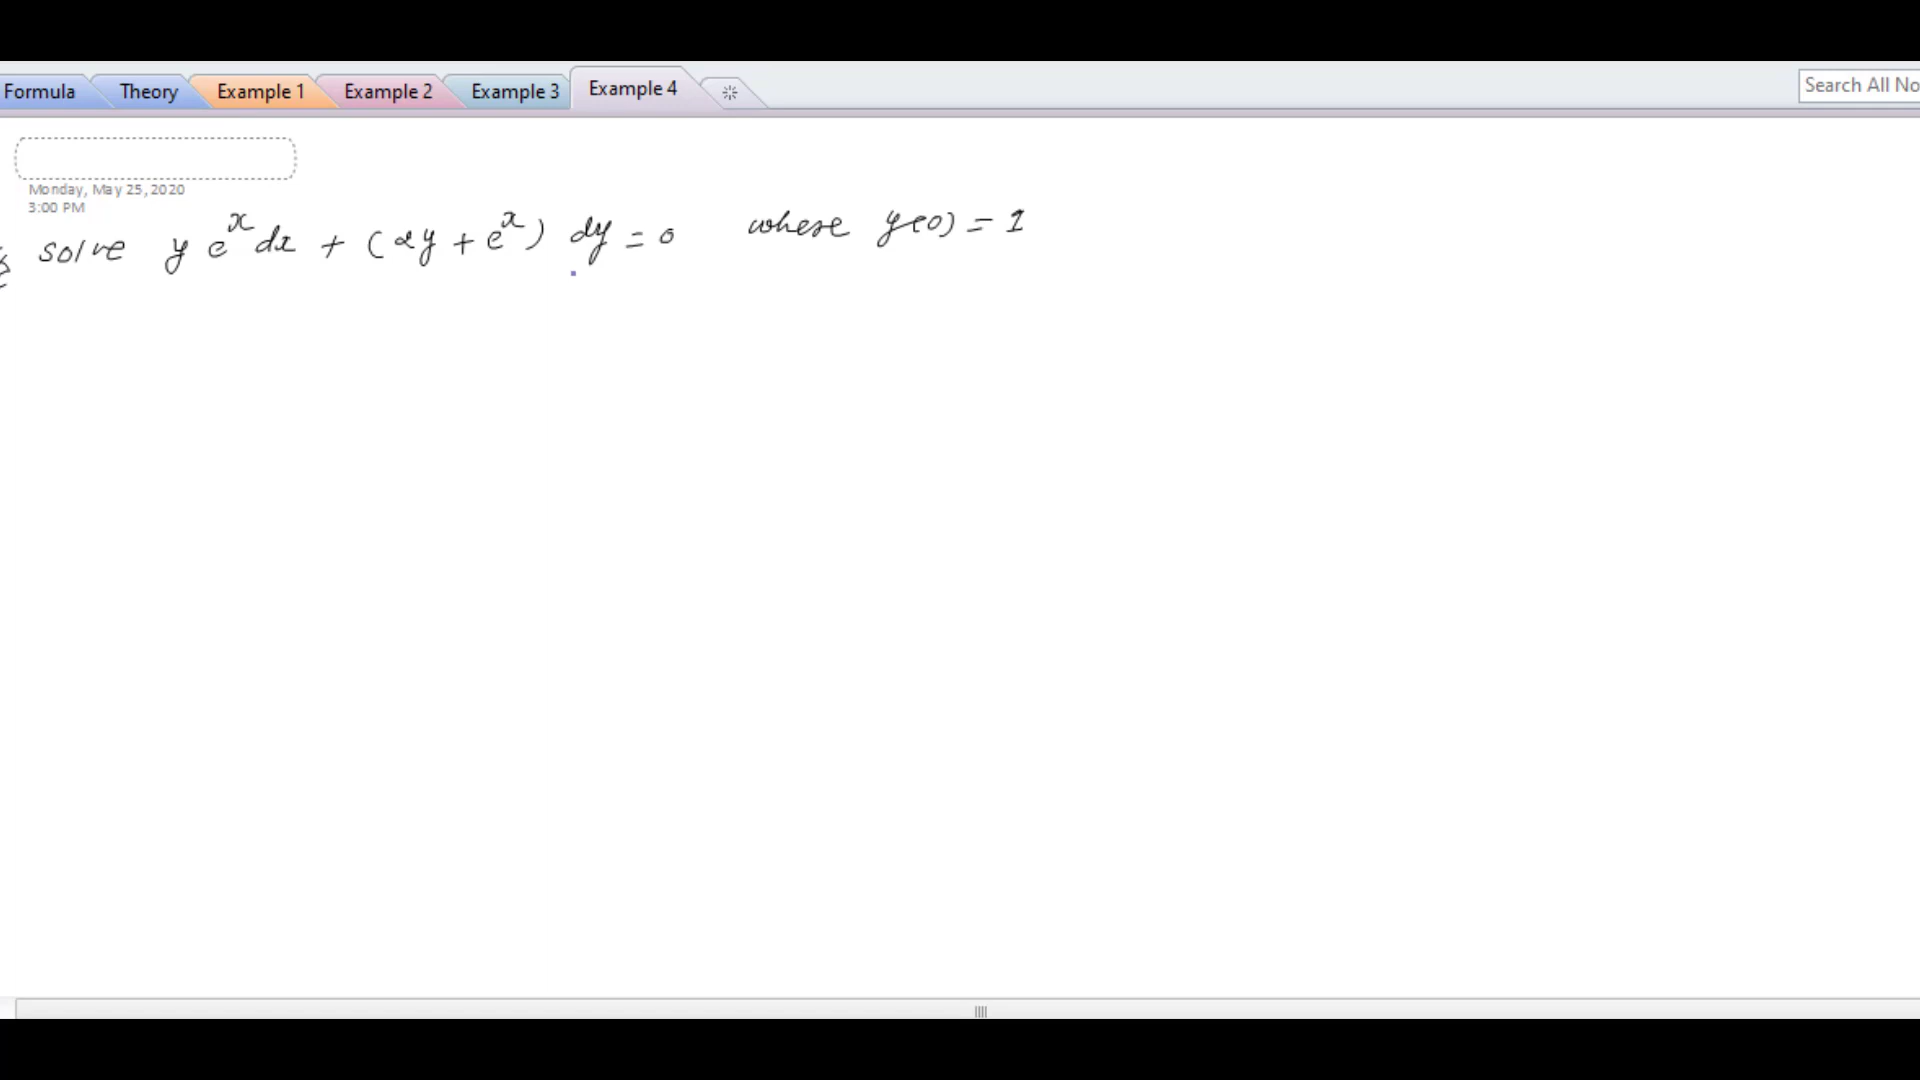 Formula Theory Example 1 Example 2 Example 3 Example 4 Search All No
Monday, May 25, 2020
3:00 PM
solve y e^x dx + (2y + e^x) dy = 0 where y(0) = 1